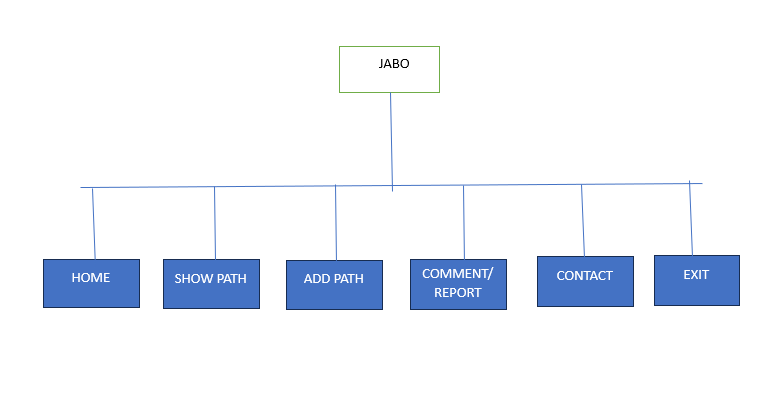 JABO
HOME
SHOW PATH
ADD PATH
COMMENT/
REPORT
CONTACT
EXIT